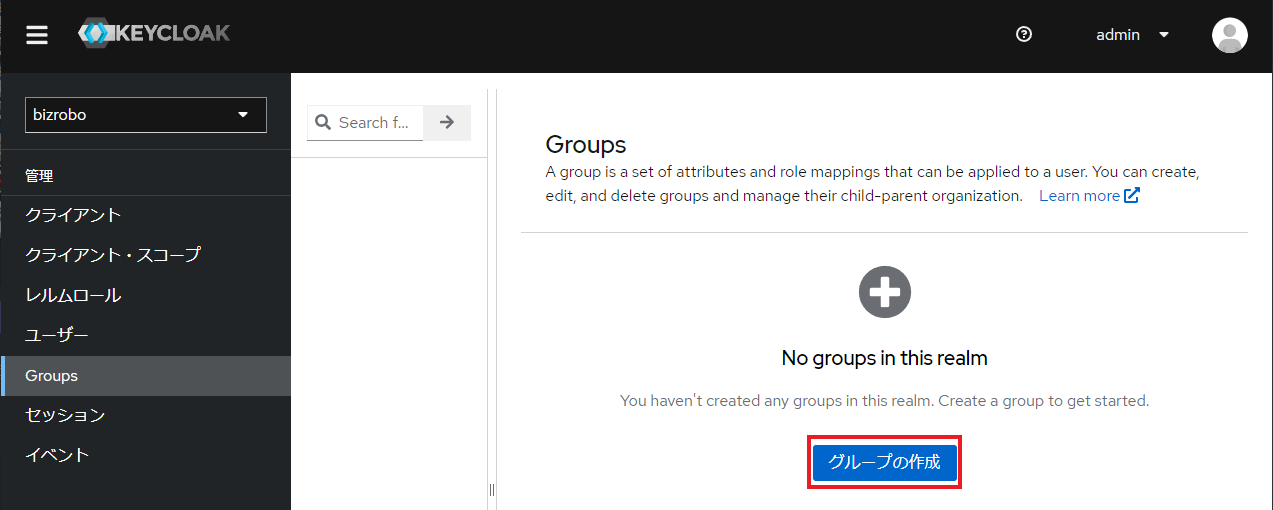 KEYCLOAK
admin
bizrobo
管理
クライアント
クライアント・スコープ
レルムロール
ユーザー
Groups
セッション
イベント
Search f...
Groups
A group is a set of attributes and role mappings that can be applied to a user. You can create,
edit, and delete groups and manage their child-parent organization. Learn more
No groups in this realm
You haven't created any groups in this realm. Create a group to get started.
グループの作成